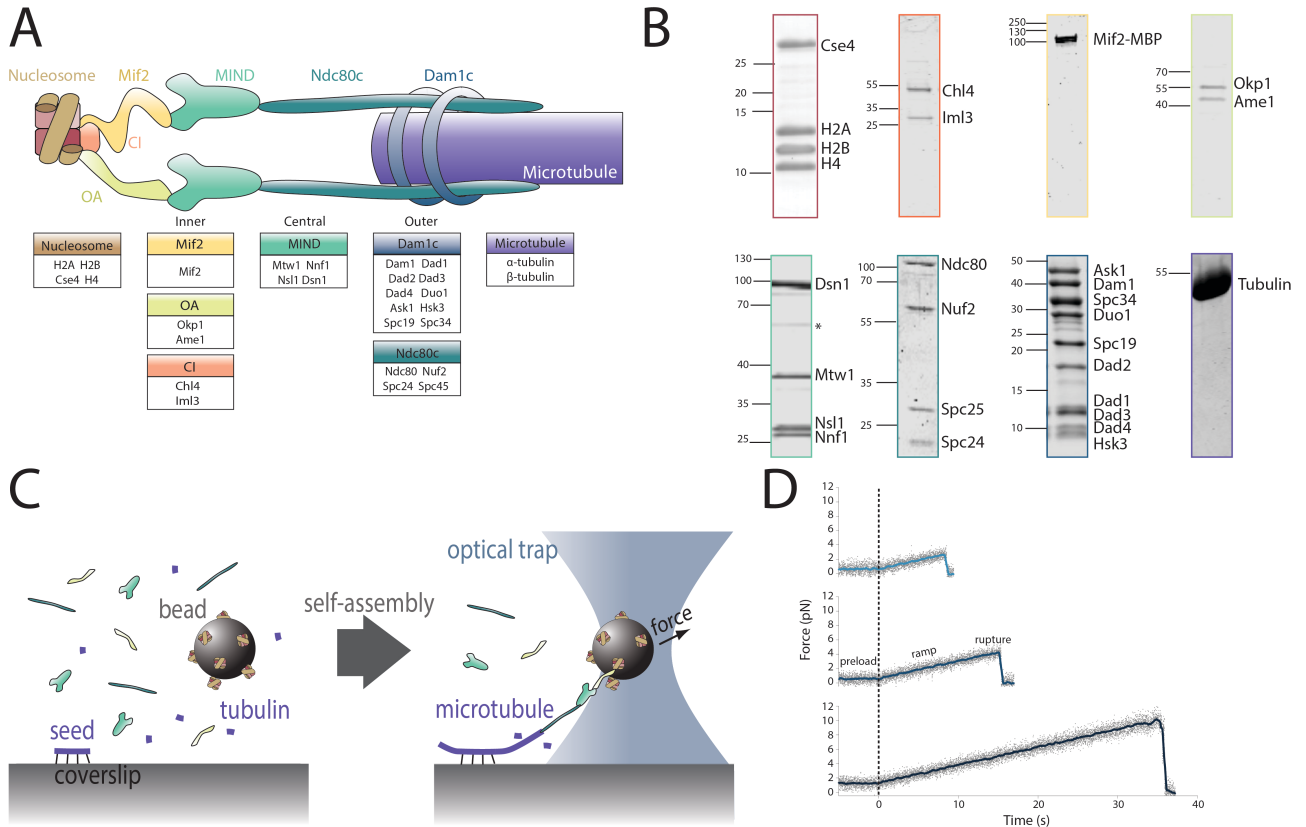 A
Nucleosome
Mif2
MIND
Ndc80c
Dam1c
CI
OA
Microtubule
Inner
Central
Outer
Nucleosome
H2A H2B
Cse4 H4
Mif2
Mif2
OA
Okp1
Ame1
CI
Chl4
Iml3
MIND
Mtw1 Nnf1
Nsl1 Dsn1
Dam1c
Dam1 Dad1
Dad2 Dad3
Dad4 Duo1
Ask1 Hsk3
Spc19 Spc34
Ndc80c
Ndc80 Nuf2
Spc24 Spc45
Microtubule
α-tubulin
β-tubulin
B
25
20
15
10
Cse4
H2A
H2B
H4
55
35
25
Chl4
Iml3
250
130
100
Mif2-MBP
70
55
40
Okp1
Ame1
130
100
70
40
35
25
Dsn1
*
Mtw1
Nsl1
Nnf1
100
70
55
35
25
Ndc80
Nuf2
Spc25
Spc24
50
40
30
25
20
15
10
Ask1
Dam1
Spc34
Duo1
Spc19
Dad2
Dad1
Dad3
Dad4
Hsk3
55
Tubulin
C
bead
tubulin
seed
coverslip
self-assembly
optical trap
force
microtubule
D
Force (pN)
12
10
8
6
4
2
0
12
10
8
6
4
2
0
preload
ramp
rupture
12
10
8
6
4
2
0
0
10
20
30
40
Time (s)